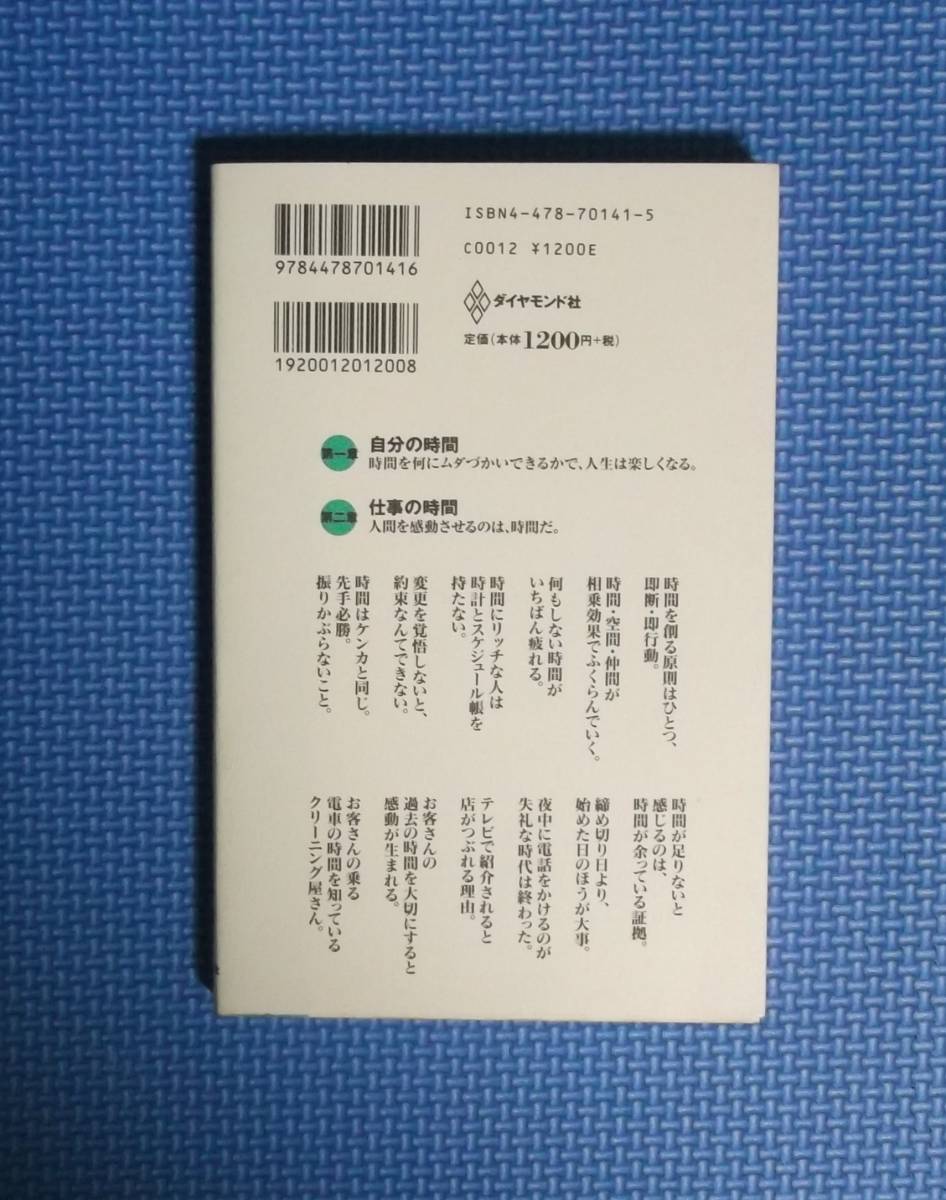 9784478701416
1920012012008
ISBN4-478-70141-5
C0012 ¥1200E
ダイヤモンド社
定価(本体1200円+税)
第一章
自分の時間
時間を何にムダづかいできるかで、人生は楽しくなる。
第二章
仕事の時間
人間を感動させるのは、時間だ。
時間を創る原則はひとつ、
即断・即行動。
時間・空間・仲間が
相乗効果でふくらんでいく。
何もしない時間が
いちばん疲れる。
時間にリッチな人は
時計とスケジュール帳を
持たない。
変更を覚悟しないと、
約束なんてできない。
時間はケンカと同じ。
先手必勝。
振りかぶらないこと。
時間が足りないと
感じるのは、
時間が余っている証拠。
締め切り日より、
始めた日のほうが大事。
夜中に電話をかけるのが
失礼な時代は終わった。
テレビで紹介されると
店がつぶれる理由。
お客さんの
過去の時間を大切にすると
感動が生まれる。
お客さんの乗る
電車の時間を知っている
クリーニング屋さん。